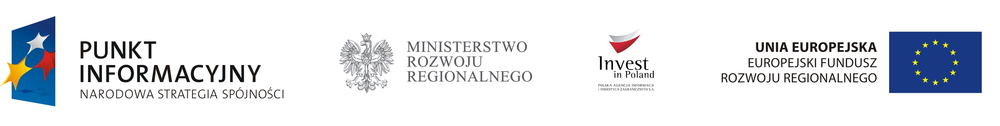 PUNKT
INFORMACYJNY
NARODOWA STRATEGIA SPÓJNOŚCI
MINISTERSTWO
ROZWOJU
REGIONALNEGO
Invest
in Poland
POLSKA AGENCJA INFORMACJI
i INWESTYCJI ZAGRANICZNYCH S.A.
UNIA EUROPEJSKA
EUROPEJSKI FUNDUSZ
ROZWOJU REGIONALNEGO